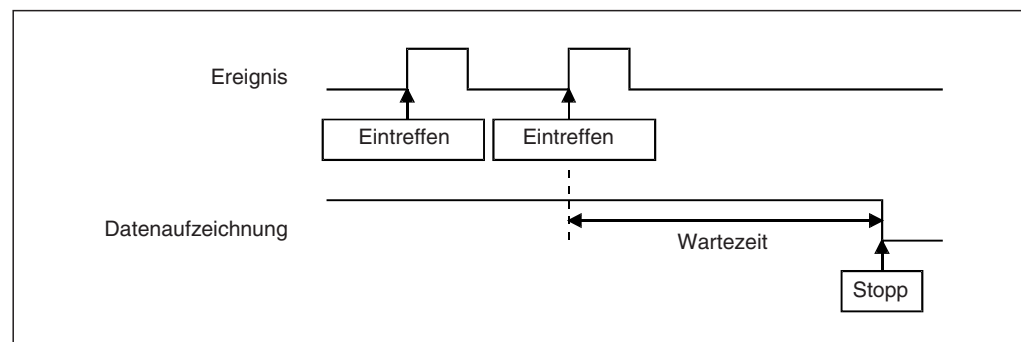 Ereignis
Eintreffen
Eintreffen
Datenaufzeichnung
Wartezeit
Stopp